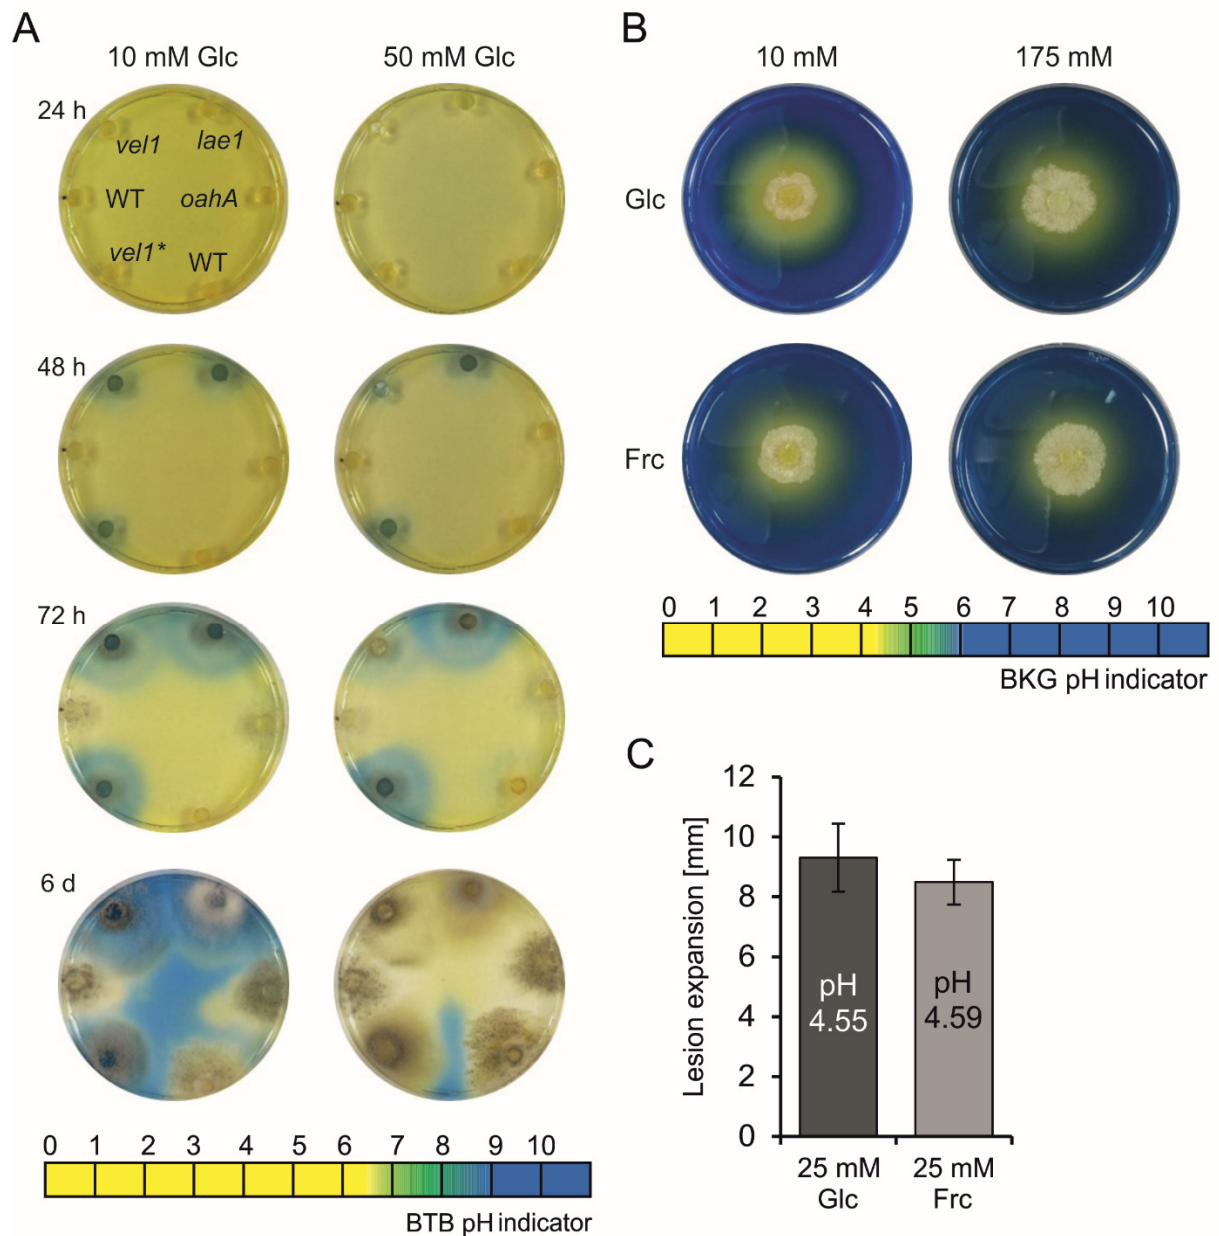 A
10 mM Glc
50 mM Glc
24 h
vel1
lae1
WT
oahA
vel1*
WT
48 h
72 h
6 d
0 1 2 3 4 5 6 7 8 9 10
BTB pH indicator
B
10 mM
175 mM
Glc
Frc
0 1 2 3 4 5 6 7 8 9 10
BKG pH indicator
C
Lesion expansion [mm]
12
10
8
6
4
2
0
pH
4.55
pH
4.59
25 mM
Glc
25 mM
Frc